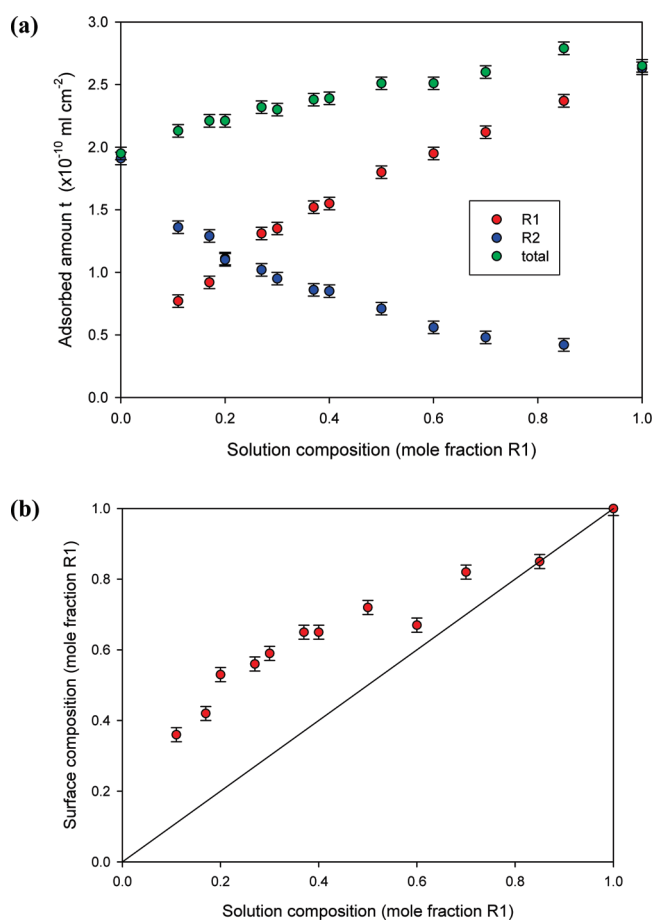 (a)
3.0
2.5
2.0
1.5
1.0
0.5
0.0
Adsorbed amount t (x10⁻¹⁰ ml cm⁻²)
R1
R2
total
0.0 0.2 0.4 0.6 0.8 1.0
Solution composition (mole fraction R1)
(b)
1.0
0.8
0.6
0.4
0.2
0.0
Surface composition (mole fraction R1)
0.0 0.2 0.4 0.6 0.8 1.0
Solution composition (mole fraction R1)